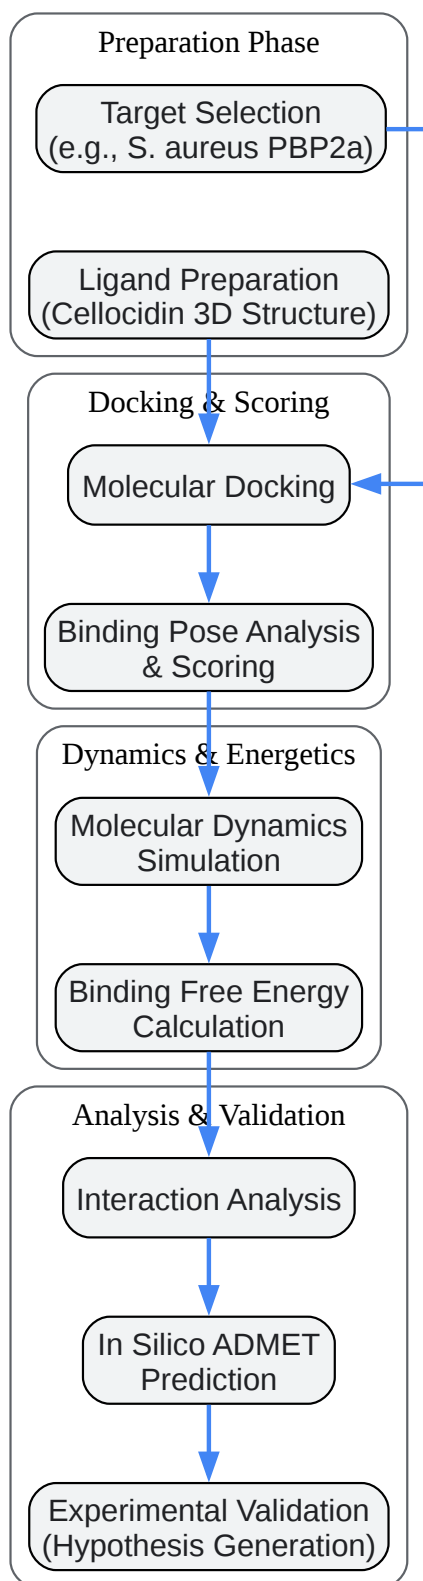 Preparation Phase
Target Selection
(e.g., S. aureus PBP2a)
Ligand Preparation
(Cellocidin 3D Structure)
Docking & Scoring
Molecular Docking
Binding Pose Analysis
& Scoring
Dynamics & Energetics
Molecular Dynamics
Simulation
Binding Free Energy
Calculation
Analysis & Validation
Interaction Analysis
In Silico ADMET
Prediction
Experimental Validation
(Hypothesis Generation)